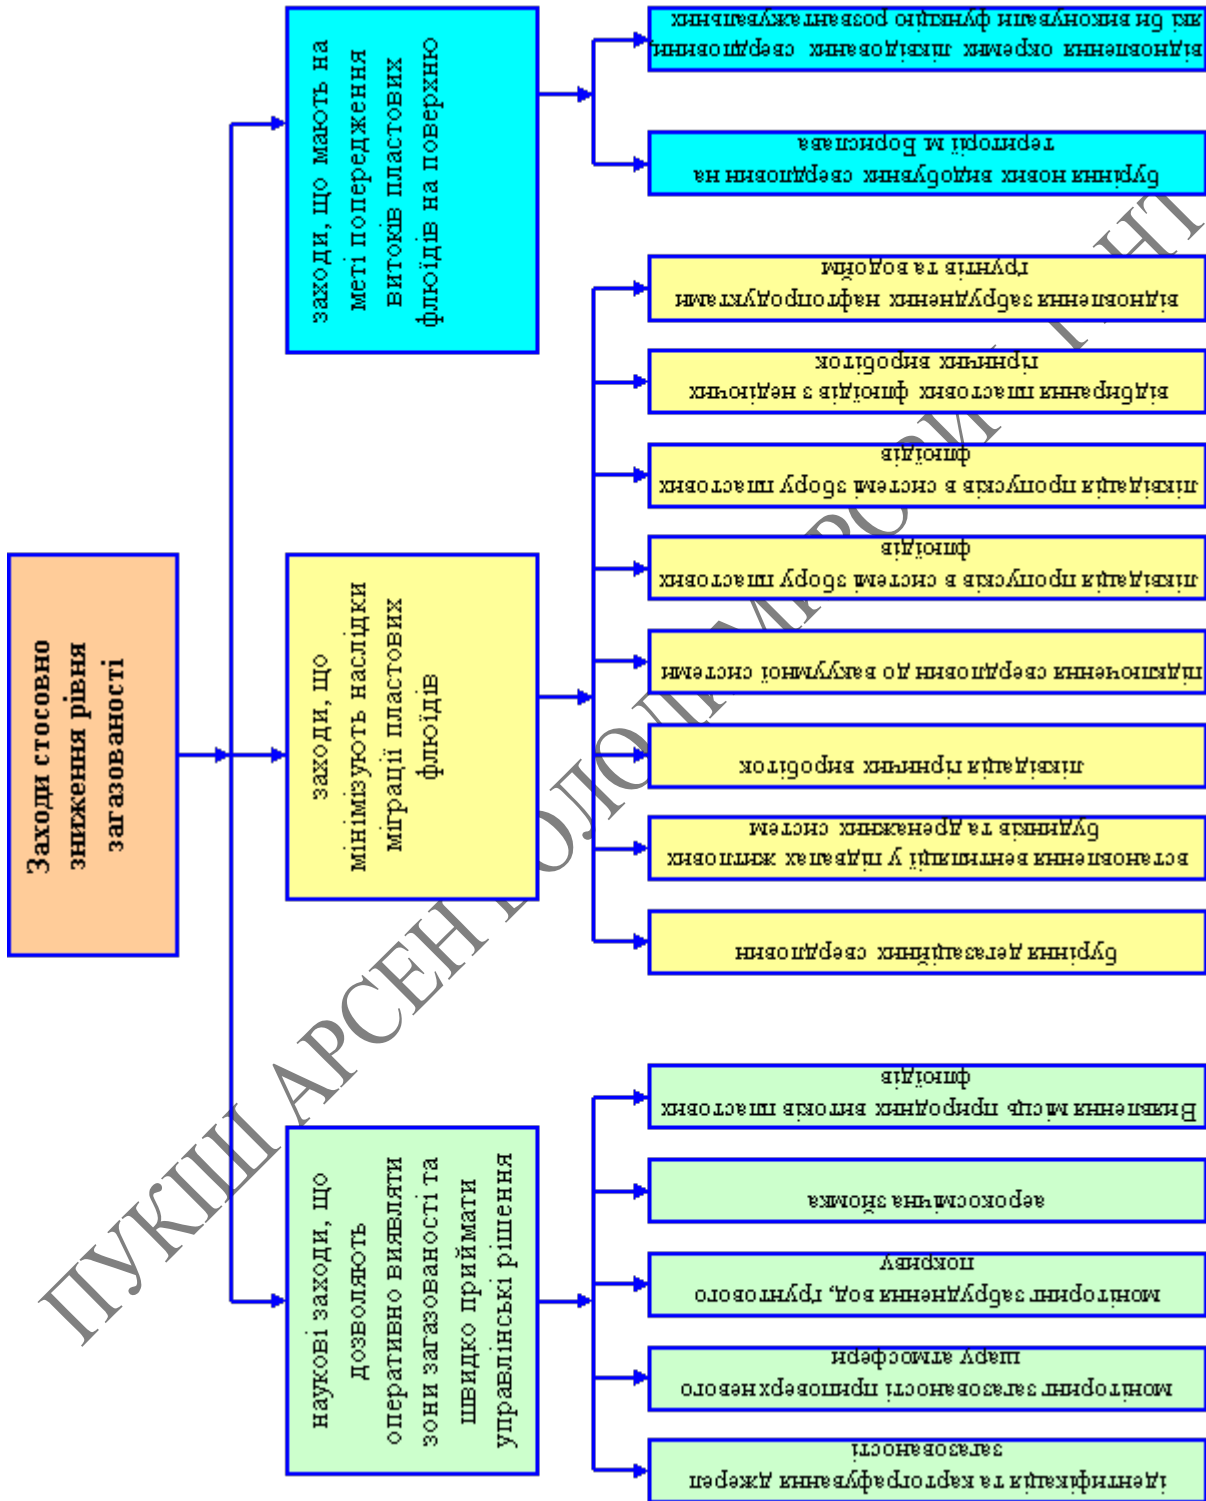 Заходи стосовно
зниження рівня
загазованості
наукові заходи, що
дозволяють
оперативно виявляти
зони загазованості та
швидко приймати
управлінські рішення
заходи, що
мінімізують наслідки
міграції пластових
флюїдів
заходи, що мають на
меті попередження
витоків пластових
флюїдів на поверхню
ідентифікація та картографування джерел
загазованості
моніторинг загазованості приповерхневого
шару атмосфери
моніторинг забруднення вод, ґрунтового
покриву
аерокосмічна зйомка
Виявлення місць природних витоків пластових
флюїдів
буріння дегазаційних свердловин
встановлення вентиляції у підвалах житлових
будинків та дренажних систем
ліквідація гірничих виробіток
підключення свердловин до вакуумної системи
ліквідація пропусків в системі збору пластових
флюїдів
ліквідація пропусків в системі збору пластових
флюїдів
відбирання пластових флюїдів з недіючих
гірничих виробіток
відновлення забруднених нафтопродуктами
ґрунтів та водойм
буріння нових видобувних свердловин на
території м Борислава
відновлення окремих ліквідованих свердловин,
які би виконували функцію розвантажувальних
ПУКІШ АРСЕН